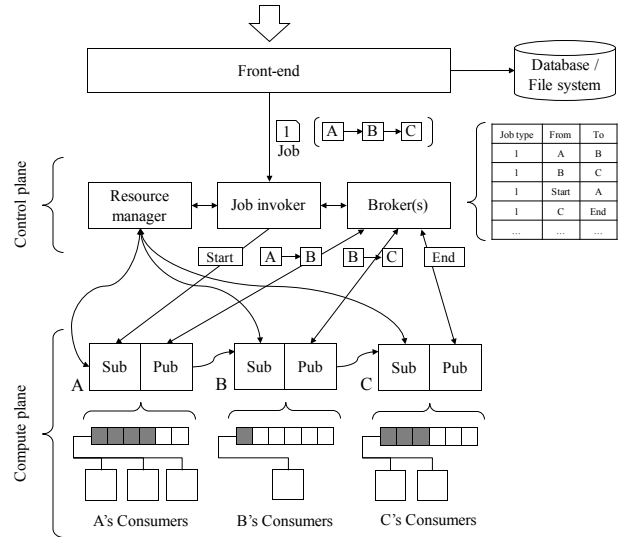 Front-end
Database /
File system
1
Job
A B C
Job type From To
1 A B
1 B C
1 Start A
1 C End
... ... ...
Control plane
Resource
manager
Job invoker
Broker(s)
Start
A B
B C
End
Compute plane
A
Sub Pub
B
Sub Pub
C
Sub Pub
A's Consumers
B's Consumers
C's Consumers